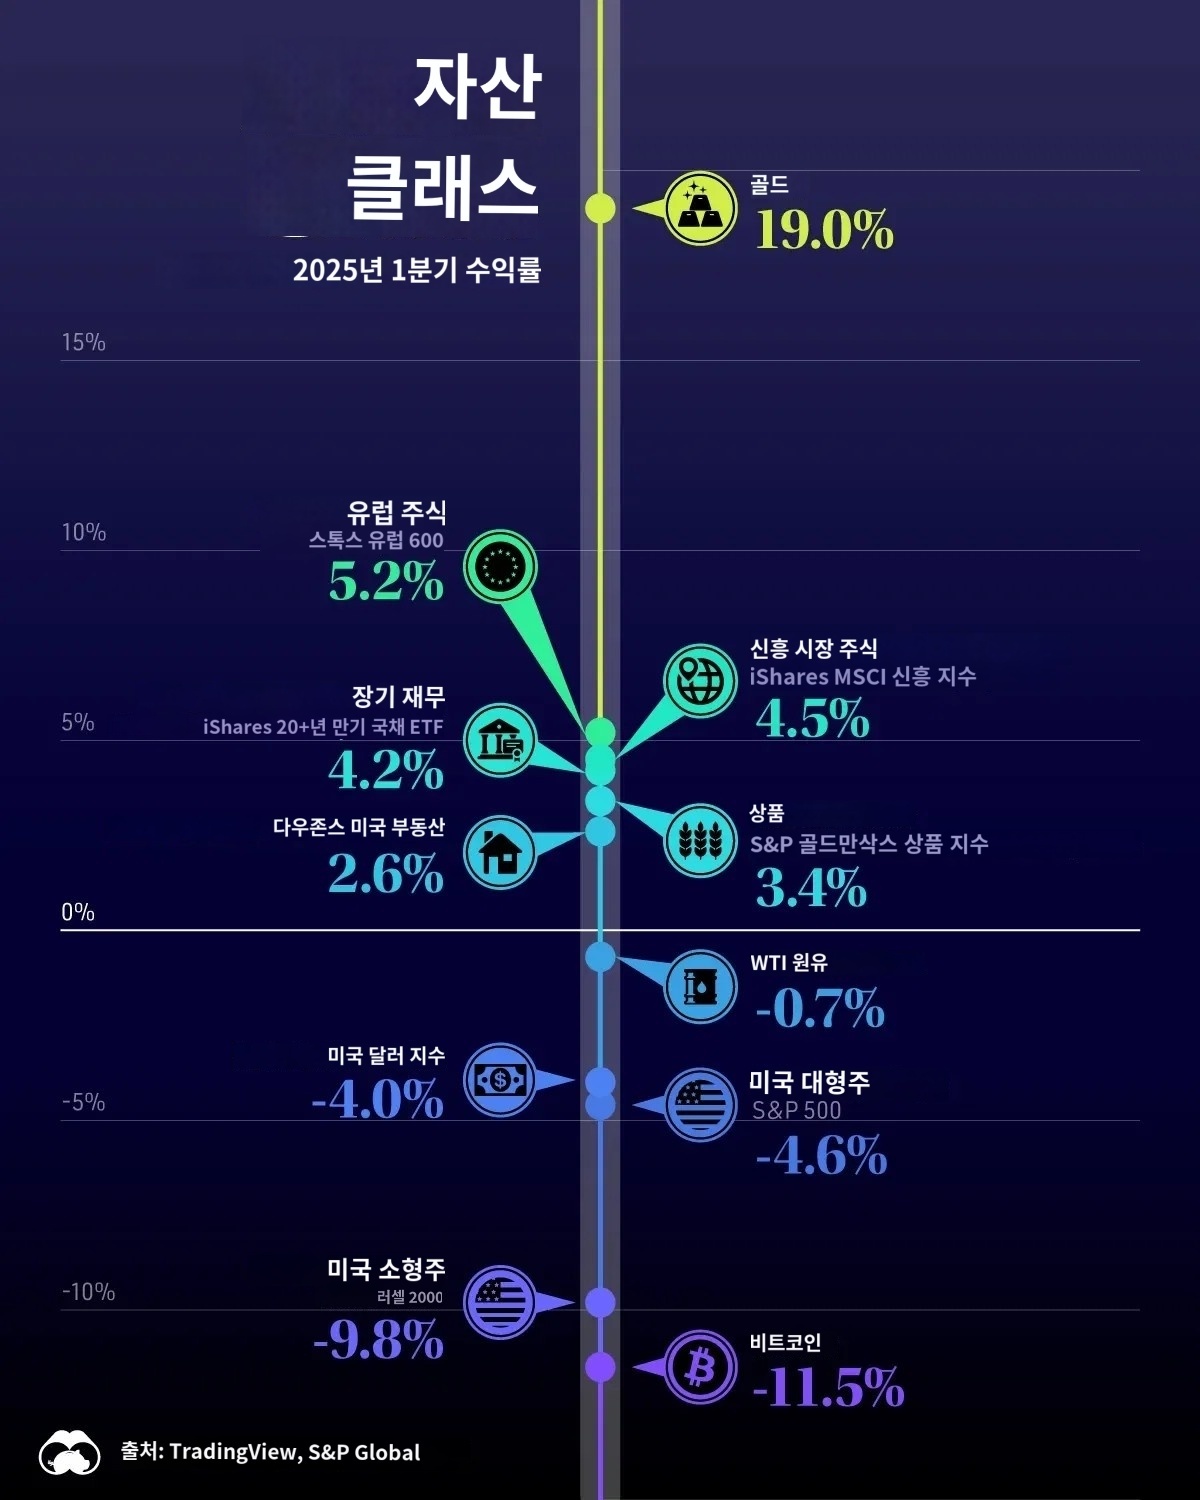 자산
클래스
2025년 1분기 수익률
골드
19.0%
15%
10%
유럽 주식
스톡스 유럽 600
5.2%
신흥 시장 주식
iShares MSCI 신흥 지수
4.5%
장기 재무
5%
iShares 20+년 만기 국채 ETF
4.2%
상품
S&P 골드만삭스 상품 지수
3.4%
다우존스 미국 부동산
2.6%
0%
WTI 원유
-0.7%
미국 달러 지수
$
-4.0%
-5%
미국 대형주
S&P 500
-4.6%
미국 소형주
러셀 2000
-9.8%
-10%
비트코인
-11.5%
출처: TradingView, S&P Global